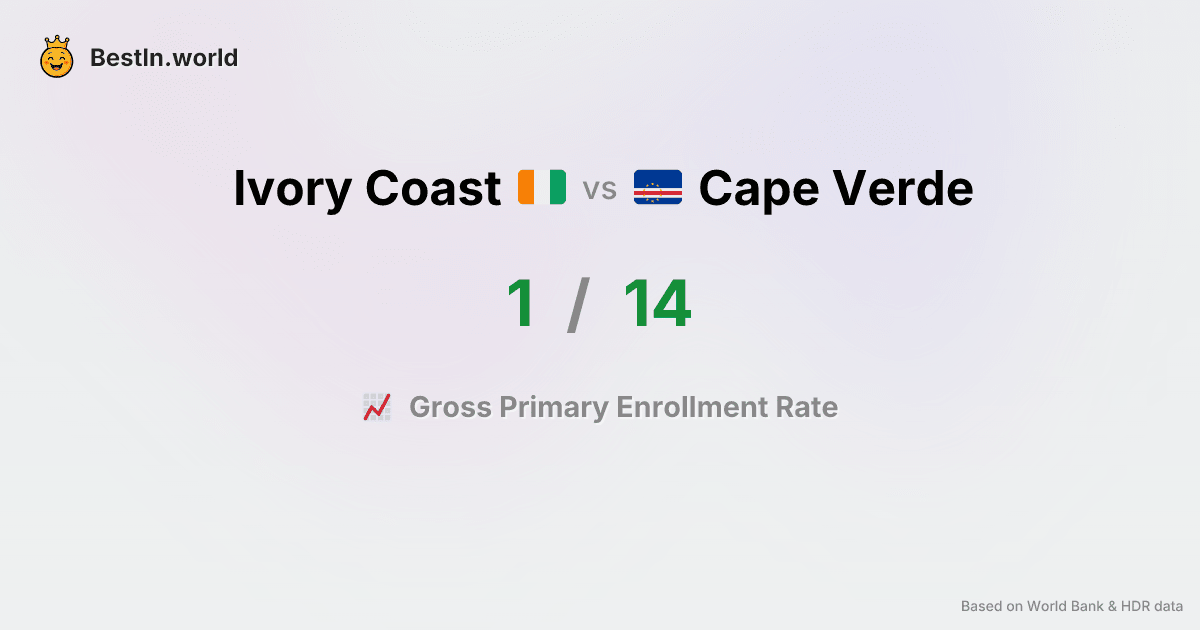 BestIn.world
Ivory Coast vs Cape Verde
1 / 14
Gross Primary Enrollment Rate
Based on World Bank & HDR data